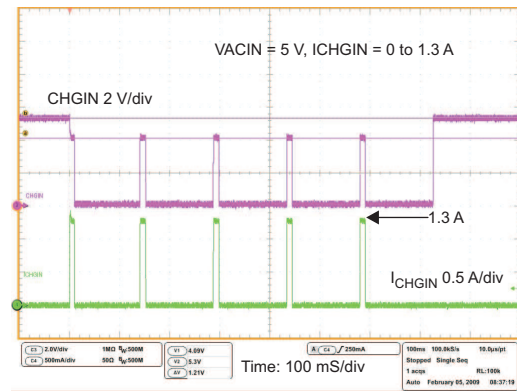 VACIN = 5 V, ICHGIN = 0 to 1.3 A
CHGIN 2 V/div
CHGIN
1.3 A
ICHGIN
ICHGIN 0.5 A/div
C3 2.0V/div 1MΩ BW:500M
C4 500mA/div 50Ω BW:500M
V1 4.09V
V2 5.3V
ΔV 1.21V
Time: 100 mS/div
A C4 250mA
100ms 100.0kS/s 10.0µs/pt
Stopped Single Seq
1 acqs RL:100k
Auto February 05, 2009 08:37:19